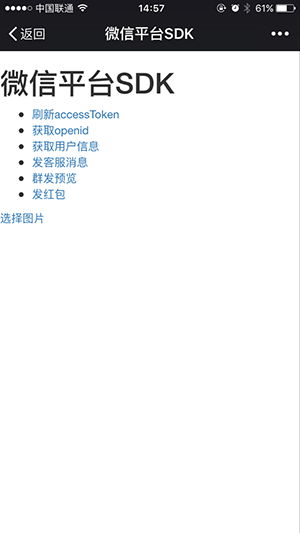 中国联通 14:57 61%
返回 微信平台SDK
微信平台SDK
刷新accessToken
获取openid
获取用户信息
发客服消息
群发预览
发红包
选择图片